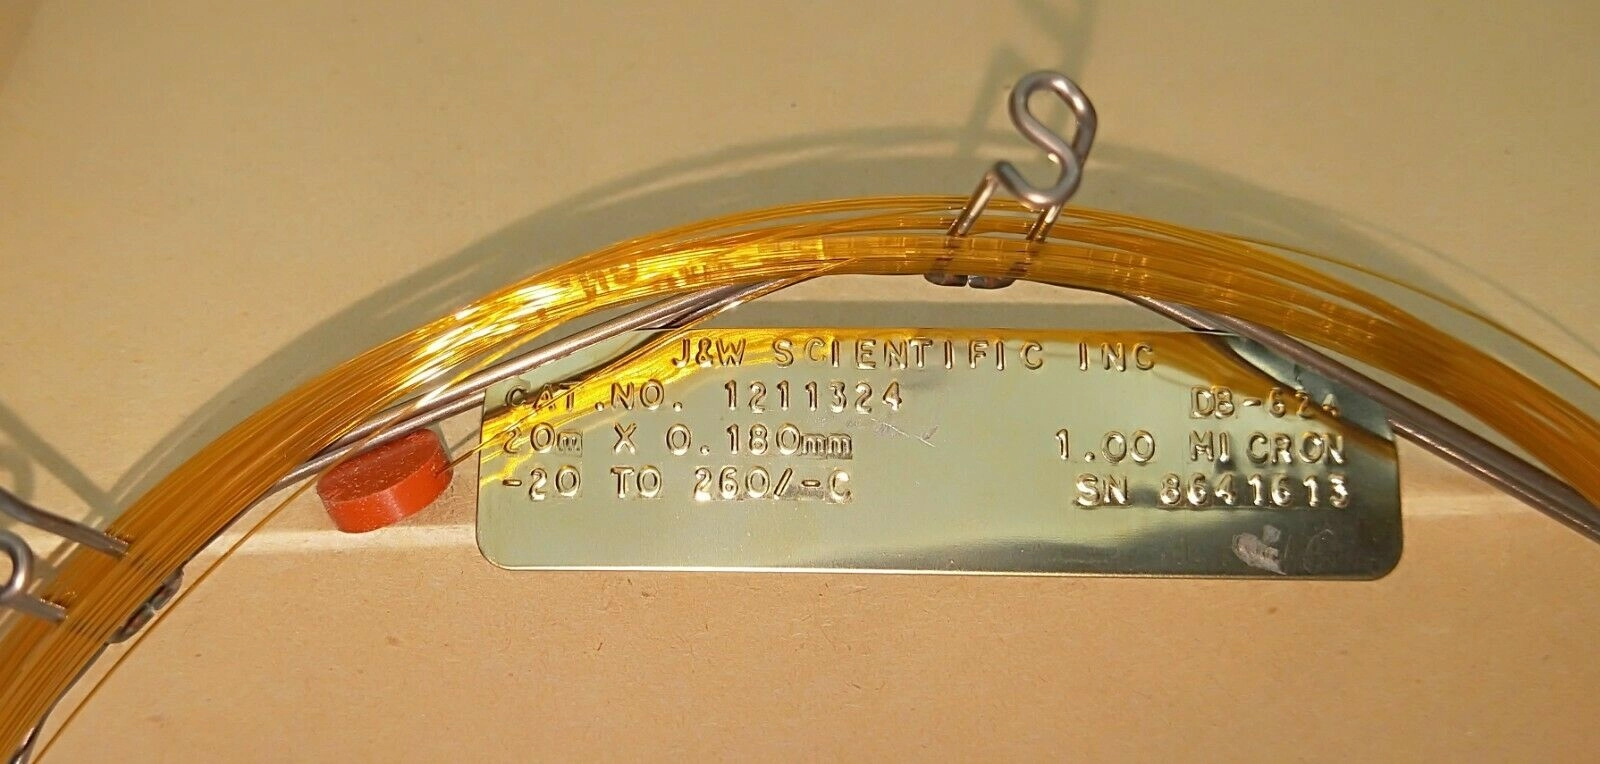 J&W SCIENTIFIC INC
CAT.NO. 1211324 DB-624
20m X 0.180mm 1.00 MICRON
-20 TO 260/-C SN 8641613